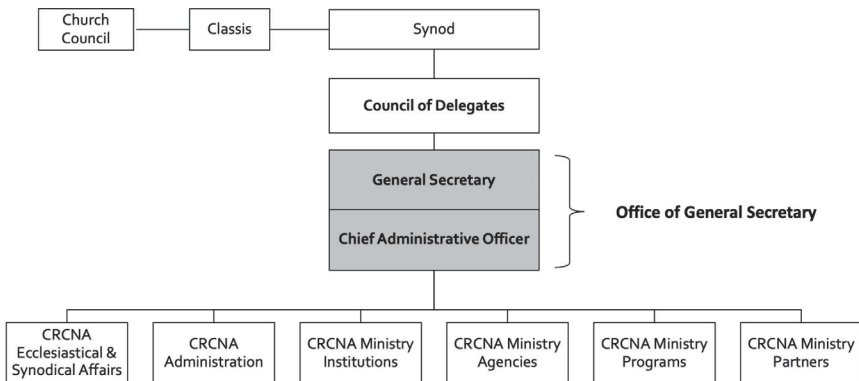 Church
Council
Classis
Synod
Council of Delegates
General Secretary
Chief Administrative Officer
Office of General Secretary
CRCNA
Ecclesiastical &
Synodical Affairs
CRCNA
Administration
CRCNA Ministry
Institutions
CRCNA Ministry
Agencies
CRCNA Ministry
Programs
CRCNA Ministry
Partners